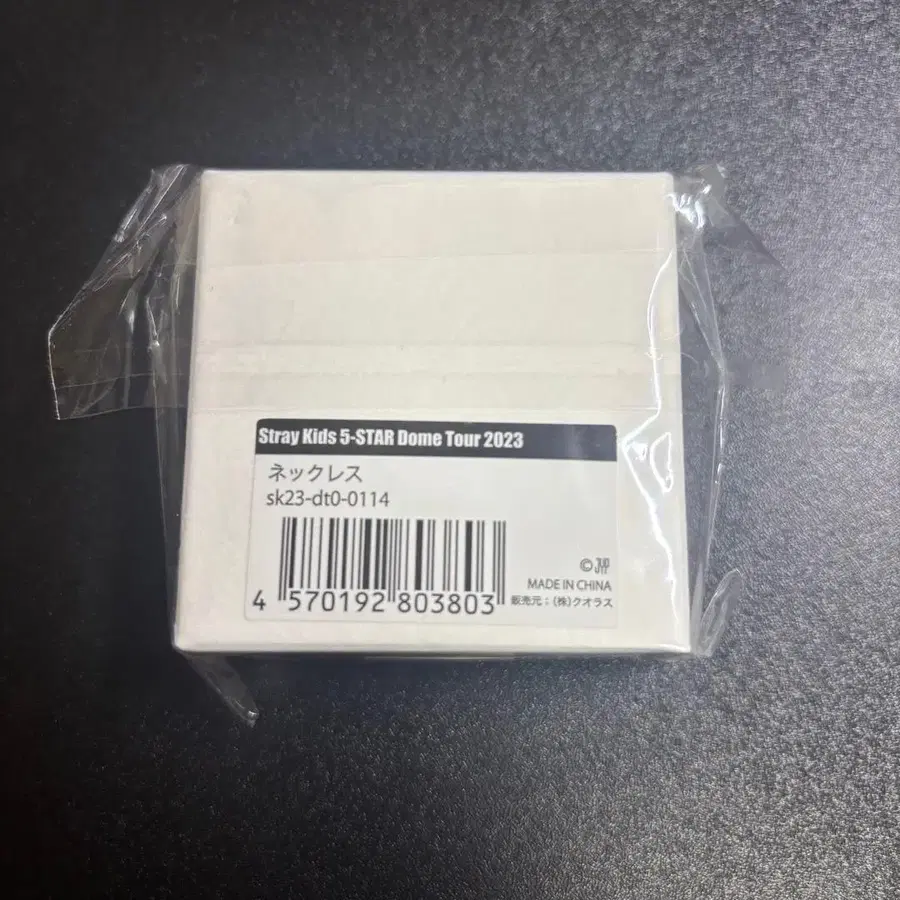 Stray Kids 5-STAR Dome Tour 2023
ネックレス
sk23-dt0-0114
© JYP
MADE IN CHINA
4 570192 803803
販売元：(株)クオラス